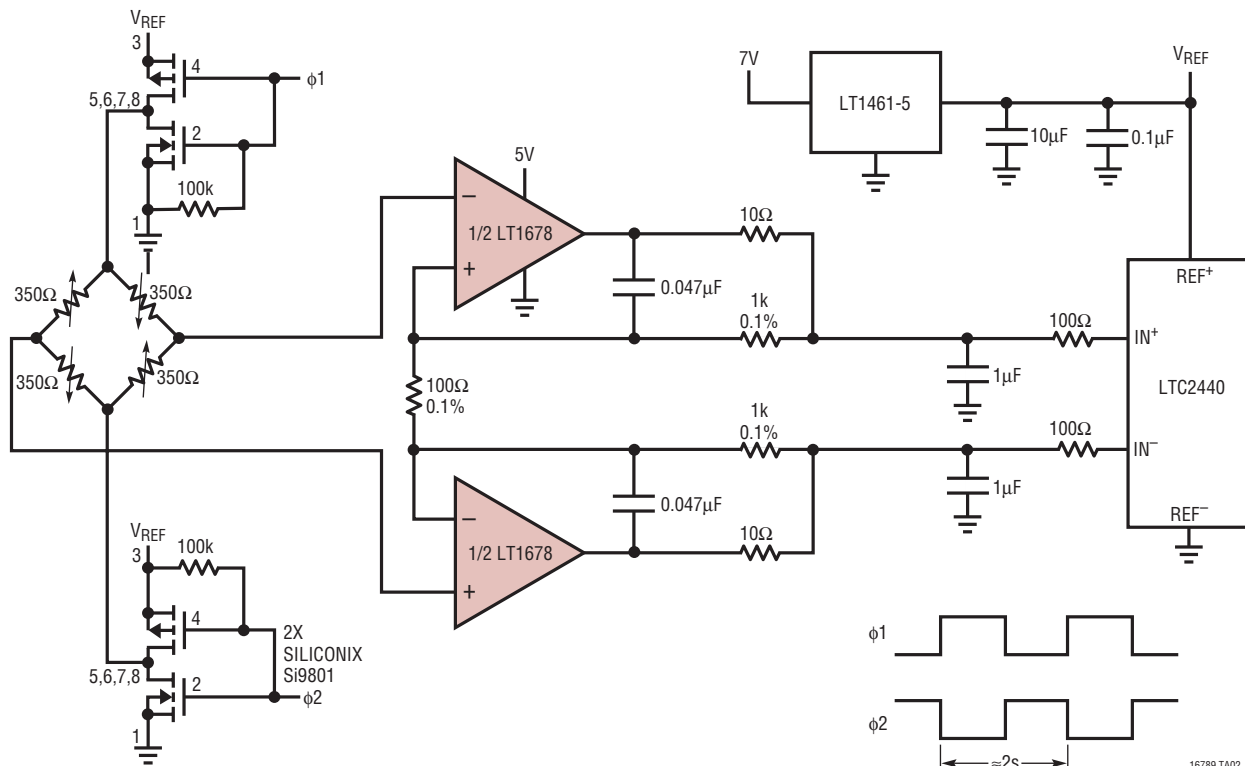 VREF
3
4
ϕ1
5,6,7,8
2
100k
1
350Ω
350Ω
350Ω
350Ω
VREF
3
100k
4
2X
SILICONIX
Si9801
5,6,7,8
2
ϕ2
1
5V
−
1/2 LT1678
+
0.047µF
10Ω
1k
0.1%
100Ω
0.1%
1k
0.1%
−
1/2 LT1678
+
0.047µF
10Ω
7V
LT1461-5
10µF
0.1µF
VREF
REF+
100Ω
IN+
1µF
LTC2440
100Ω
IN−
1µF
REF−
ϕ1
ϕ2
≈2s
16789 TA02